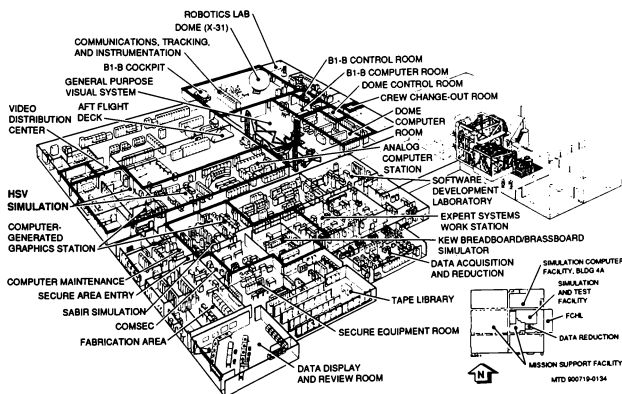 ROBOTICS LAB
DOME (X-31)
COMMUNICATIONS, TRACKING,
AND INSTRUMENTATION
B1-B COCKPIT
GENERAL PURPOSE
VISUAL SYSTEM
AFT FLIGHT
DECK
VIDEO
DISTRIBUTION
CENTER
HSV
SIMULATION
COMPUTER-
GENERATED
GRAPHICS STATION
COMPUTER MAINTENANCE
SECURE AREA ENTRY
SABIR SIMULATION
COMSEC
FABRICATION AREA
B1-B CONTROL ROOM
B1-B COMPUTER ROOM
DOME CONTROL ROOM
CREW CHANGE-OUT ROOM
DOME
COMPUTER
ROOM
ANALOG
COMPUTER
STATION
SOFTWARE
DEVELOPMENT
LABORATORY
EXPERT SYSTEMS
WORK STATION
KEW BREADBOARD/BRASSBOARD
SIMULATOR
DATA ACQUISITION
AND REDUCTION
TAPE LIBRARY
SECURE EQUIPMENT ROOM
DATA DISPLAY
AND REVIEW ROOM
SIMULATION COMPUTER
FACILITY, BLDG 4A
SIMULATION
AND TEST
FACILITY
FCHL
DATA REDUCTION
MISSION SUPPORT FACILITY
N
MTD 900719-0134